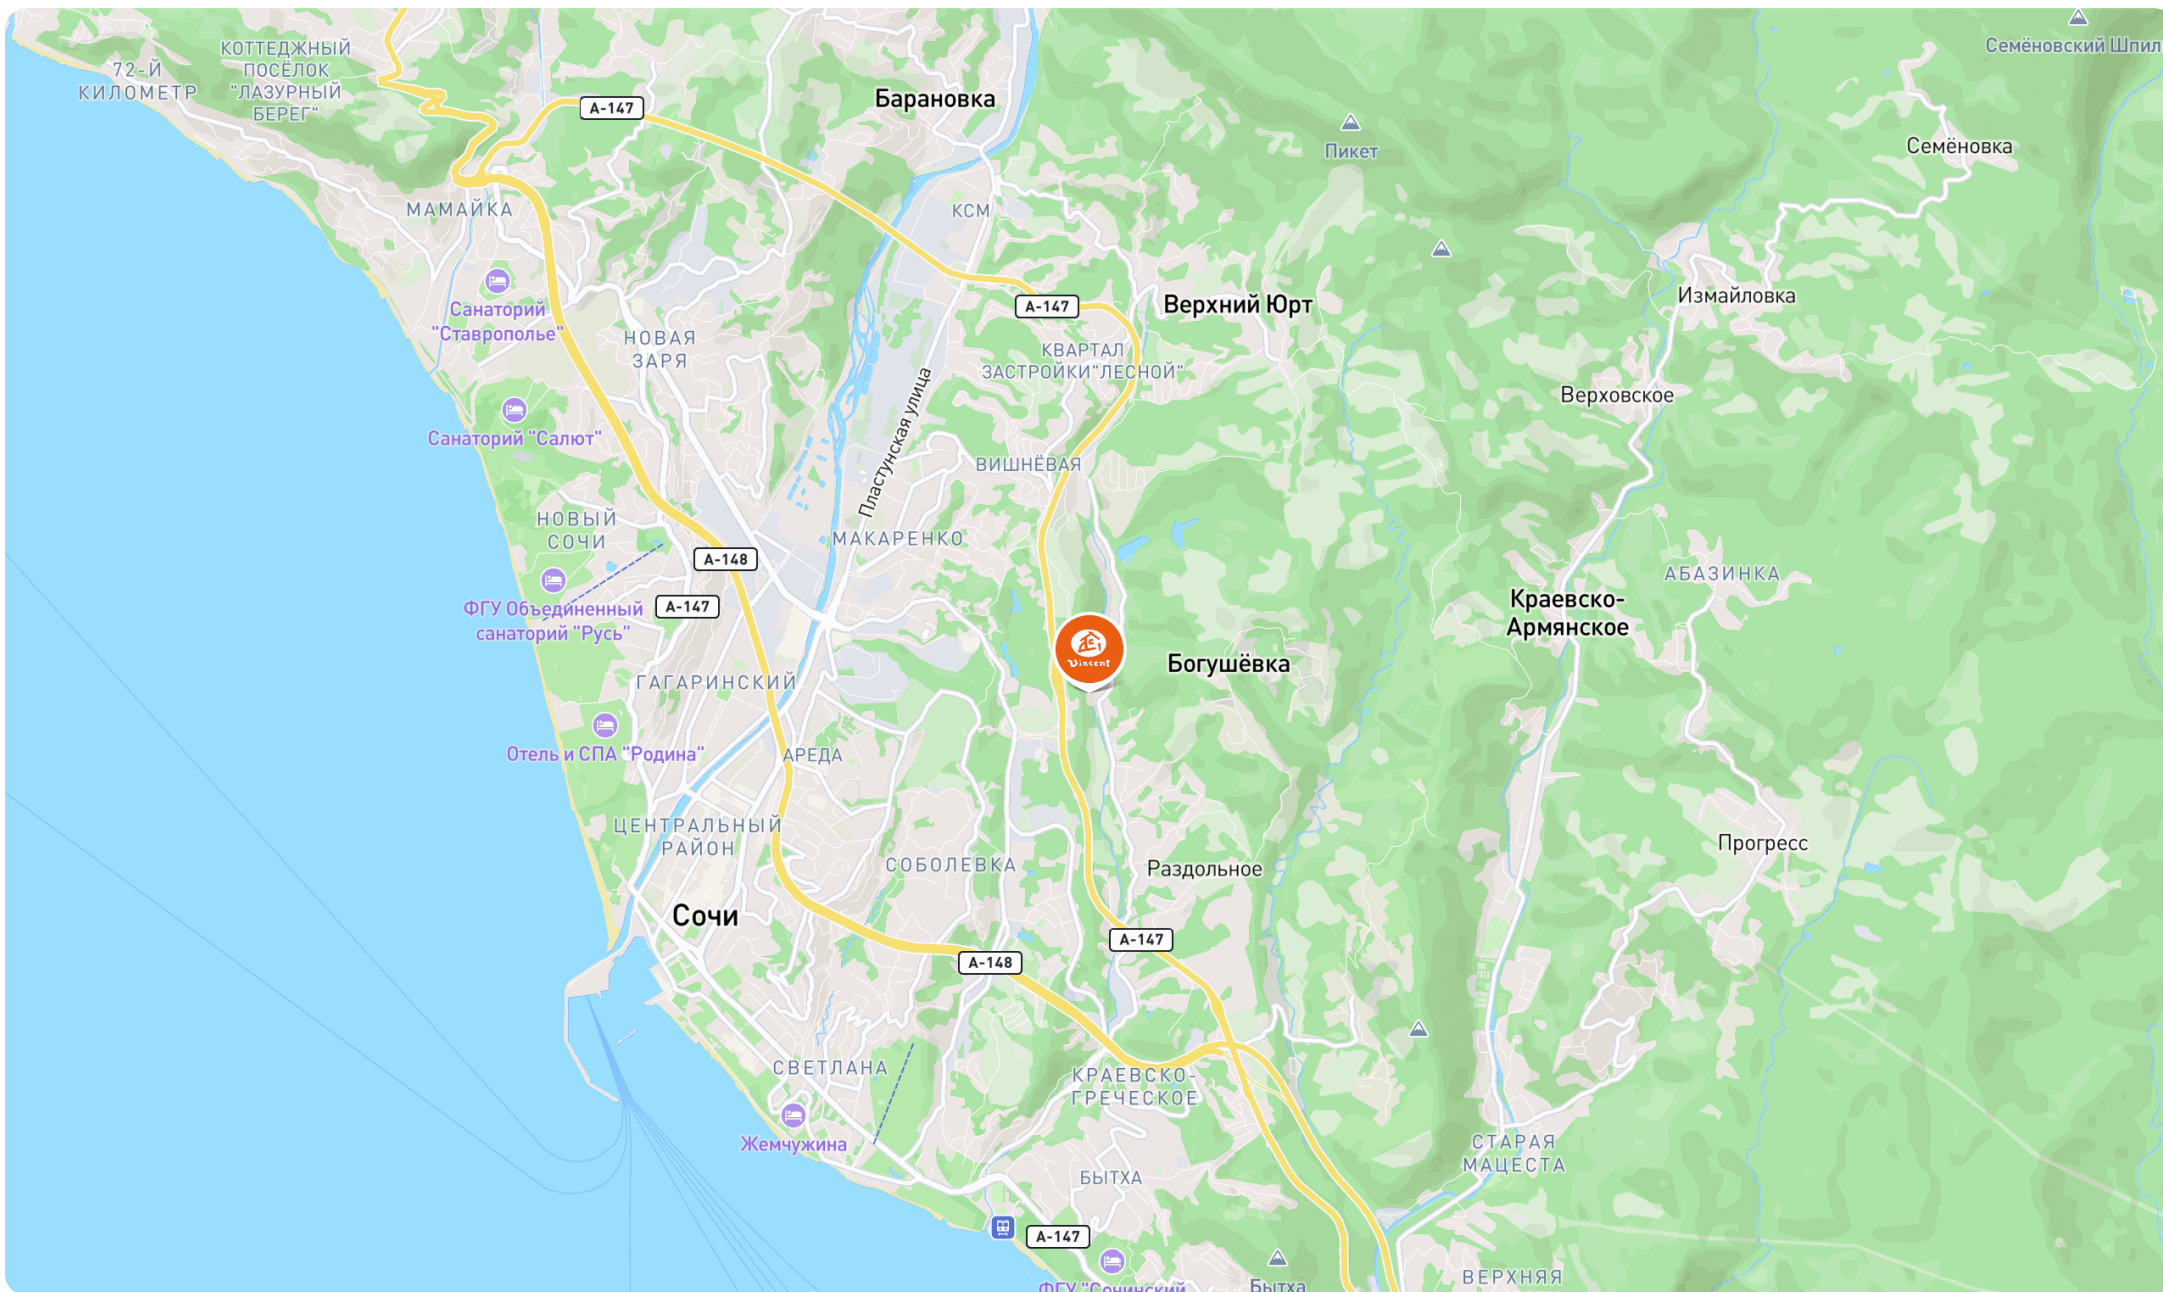 Семёновский Шпил
КОТТЕДЖНЫЙ
ПОСЁЛОК
"ЛАЗУРНЫЙ
БЕРЕГ"
72-Й
КИЛОМЕТР
Барановка
А-147
Пикет
Семёновка
МАМАЙКА
КСМ
Санаторий
"Ставрополье"
А-147
Верхний Юрт
Измайловка
НОВАЯ
ЗАРЯ
КВАРТАЛ
ЗАСТРОЙКИ"ЛЕСНОЙ"
Верховское
Санаторий "Салют"
Пластунская улица
ВИШНЁВАЯ
НОВЫЙ
СОЧИ
МАКАРЕНКО
А-148
АБАЗИНКА
ФГУ Объединенный
санаторий "Русь"
А-147
Краевско-
Армянское
Vincent
Богушёвка
ГАГАРИНСКИЙ
Отель и СПА "Родина"
АРЕДА
ЦЕНТРАЛЬНЫЙ
РАЙОН
СОБОЛЕВКА
Раздольное
Прогресс
Сочи
А-147
А-148
СВЕТЛАНА
КРАЕВСКО-
ГРЕЧЕСКОЕ
Жемчужина
СТАРАЯ
МАЦЕСТА
БЫТХА
А-147
ФГУ "Сочинский
Бытха
ВЕРХНЯЯ